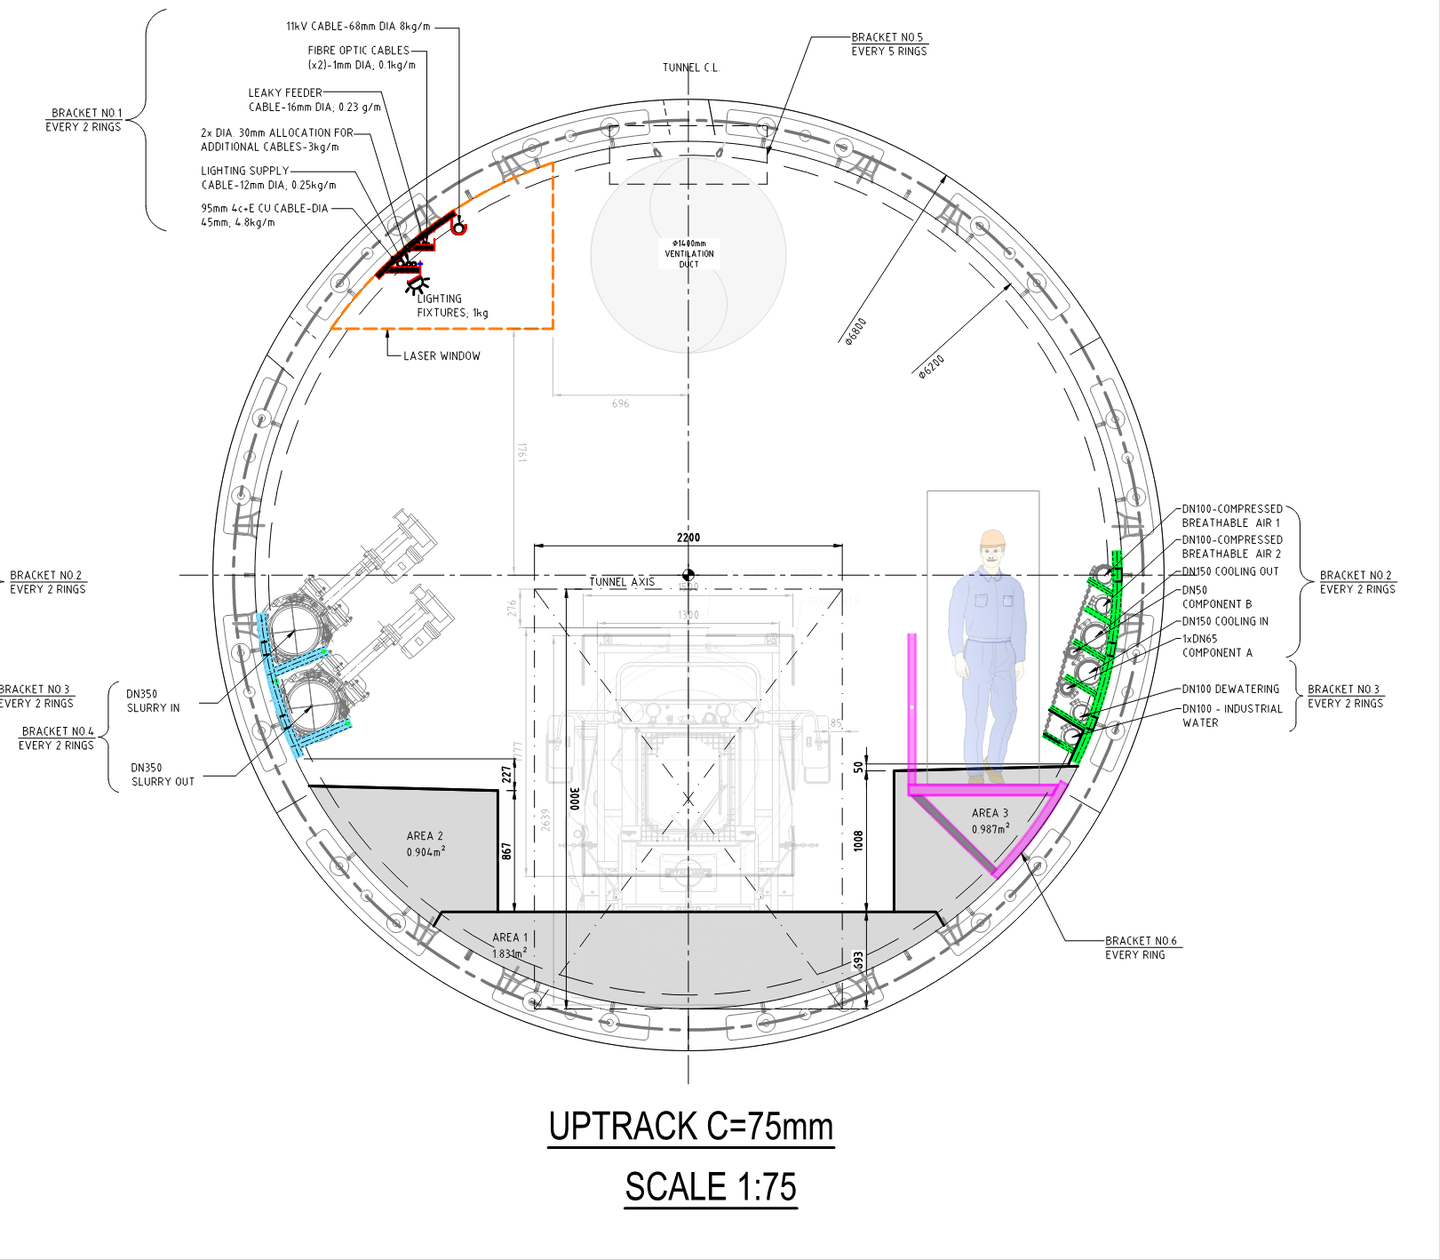 11kV CABLE-68mm DIA 8kg/m
FIBRE OPTIC CABLES
(x2)-1mm DIA; 0.1kg/m
LEAKY FEEDER
CABLE-16mm DIA; 0.23 g/m
2x DIA. 30mm ALLOCATION FOR
ADDITIONAL CABLES-3kg/m
LIGHTING SUPPLY
CABLE-12mm DIA; 0.25kg/m
95mm 4c+E CU CABLE-DIA
45mm; 4.8kg/m
BRACKET NO.1
EVERY 2 RINGS
TUNNEL C.L.
BRACKET NO.5
EVERY 5 RINGS
Φ1400mm
VENTILATION
DUCT
LIGHTING
FIXTURES; 1kg
LASER WINDOW
Φ6800
Φ6200
696
1761
2200
TUNNEL AXIS
1300
276
BRACKET NO.2
EVERY 2 RINGS
BRACKET NO.3
EVERY 2 RINGS
BRACKET NO.4
EVERY 2 RINGS
DN350
SLURRY IN
DN350
SLURRY OUT
DN100-COMPRESSED
BREATHABLE AIR 1
DN100-COMPRESSED
BREATHABLE AIR 2
DN150 COOLING OUT
DN50
COMPONENT B
DN150 COOLING IN
1xDN65
COMPONENT A
DN100 DEWATERING
DN100 - INDUSTRIAL
WATER
BRACKET NO.2
EVERY 2 RINGS
BRACKET NO.3
EVERY 2 RINGS
85
227
50
3000
2639
867
1008
693
AREA 2
0.904m²
AREA 3
0.987m²
AREA 1
1.831m²
BRACKET NO.6
EVERY RING
UPTRACK C=75mm
SCALE 1:75